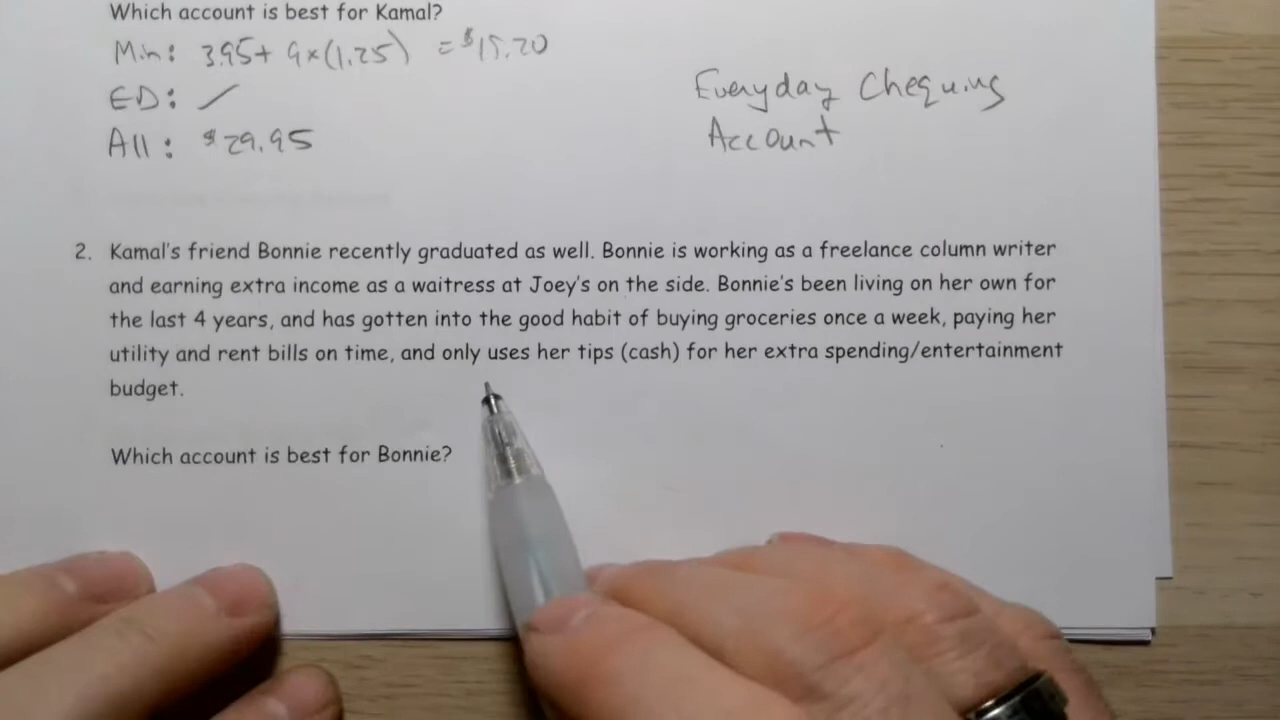 Which account is best for Kamal?
Min: 3.95+ 9×(1.25) = $15.20
ED:
All: $29.95
Everyday Chequing
Account
2. Kamal's friend Bonnie recently graduated as well. Bonnie is working as a freelance column writer
and earning extra income as a waitress at Joey's on the side. Bonnie's been living on her own for
the last 4 years, and has gotten into the good habit of buying groceries once a week, paying her
utility and rent bills on time, and only uses her tips (cash) for her extra spending/entertainment
budget.
Which account is best for Bonnie?